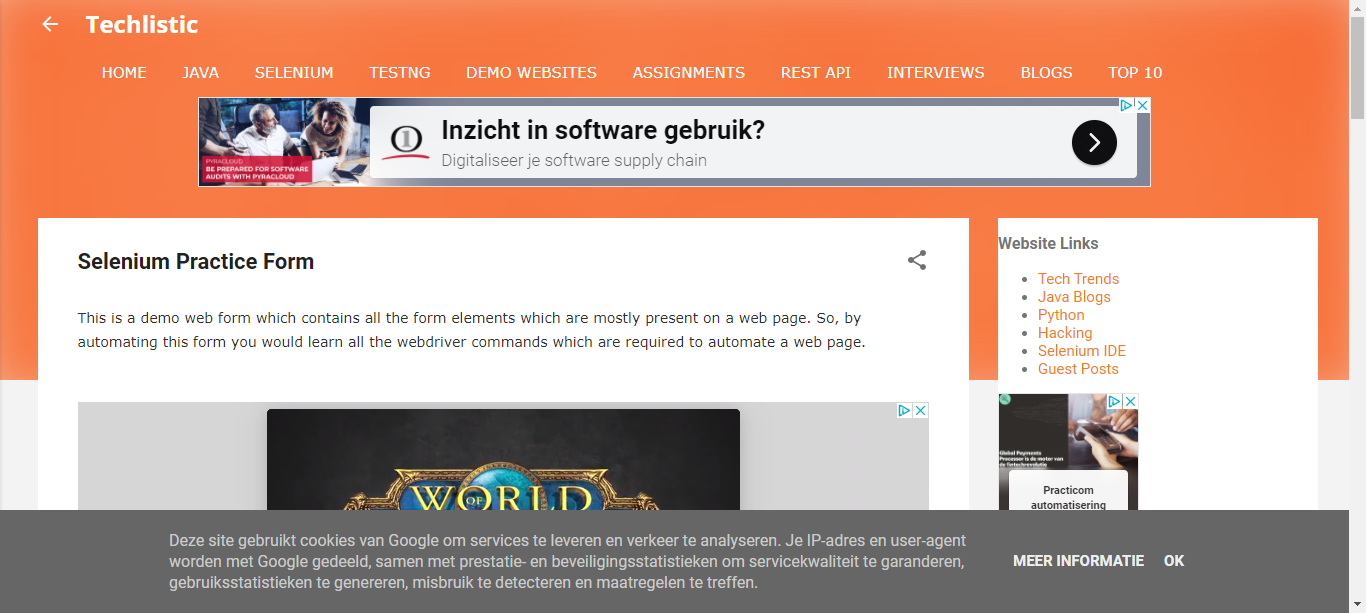 Techlistic
HOME JAVA SELENIUM TESTNG DEMO WEBSITES ASSIGNMENTS REST API INTERVIEWS BLOGS TOP 10
PYRACLOUD
BE PREPARED FOR SOFTWARE
AUDITS WITH PYRACLOUD
Inzicht in software gebruik?
Digitaliseer je software supply chain
Selenium Practice Form
This is a demo web form which contains all the form elements which are mostly present on a web page. So, by
automating this form you would learn all the webdriver commands which are required to automate a web page.
WORLD
OF
Website Links
Tech Trends
Java Blogs
Python
Hacking
Selenium IDE
Guest Posts
Global Payments
Processor is de motor van
de fintechrevolutie
Practicom
automatisering
Deze site gebruikt cookies van Google om services te leveren en verkeer te analyseren. Je IP-adres en user-agent
worden met Google gedeeld, samen met prestatie- en beveiligingsstatistieken om servicekwaliteit te garanderen,
gebruiksstatistieken te genereren, misbruik te detecteren en maatregelen te treffen.
MEER INFORMATIE OK